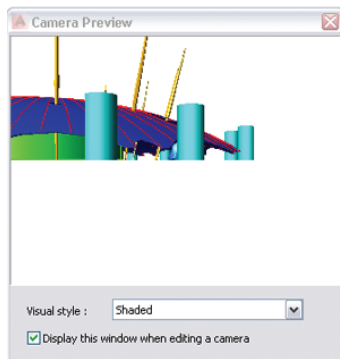 Camera Preview
Visual style : Shaded
Display this window when editing a camera